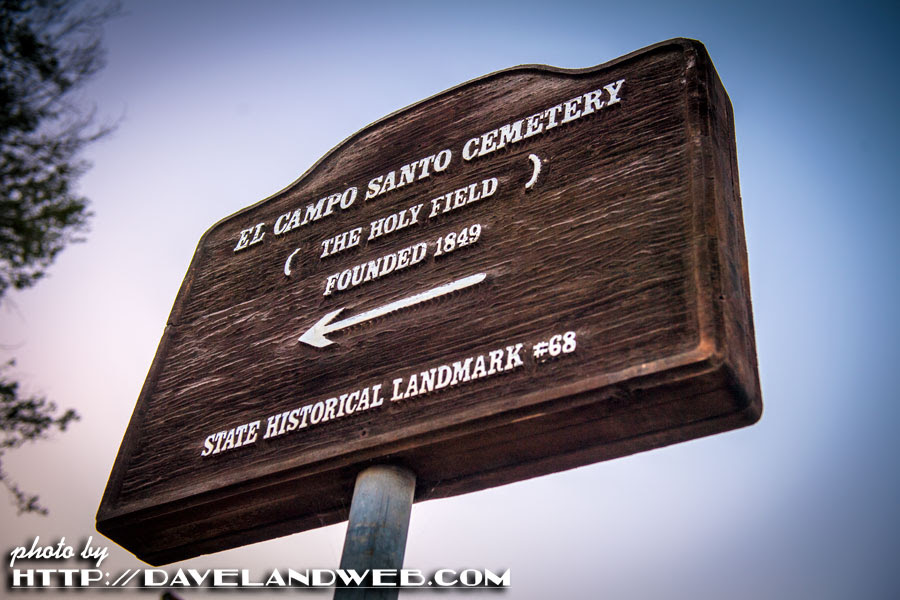 EL CAMPO SANTO CEMETERY
( THE HOLY FIELD )
FOUNDED 1849
STATE HISTORICAL LANDMARK #68
photo by
HTTP://DAVELANDWEB.COM